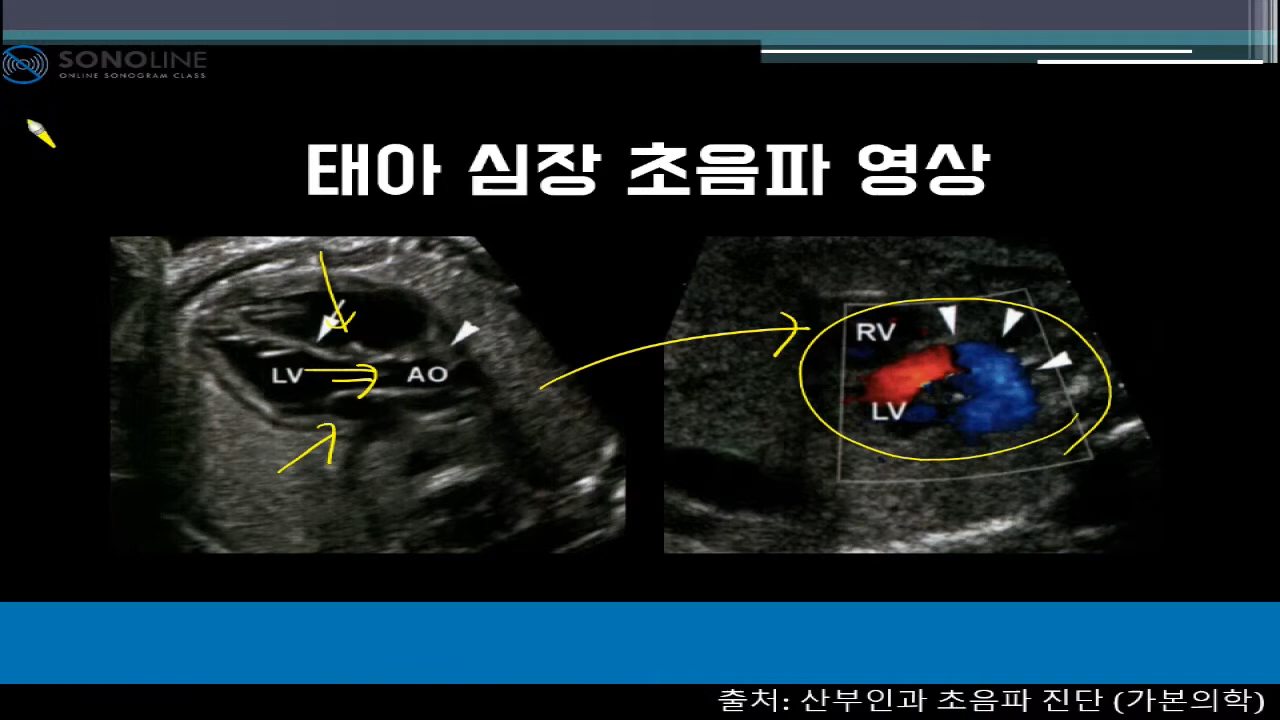 SONOLINE
ONLINE SONOGRAM CLASS
태아 심장 초음파 영상
LV
AO
RV
LV
출처: 산부인과 초음파 진단 (가본의학)